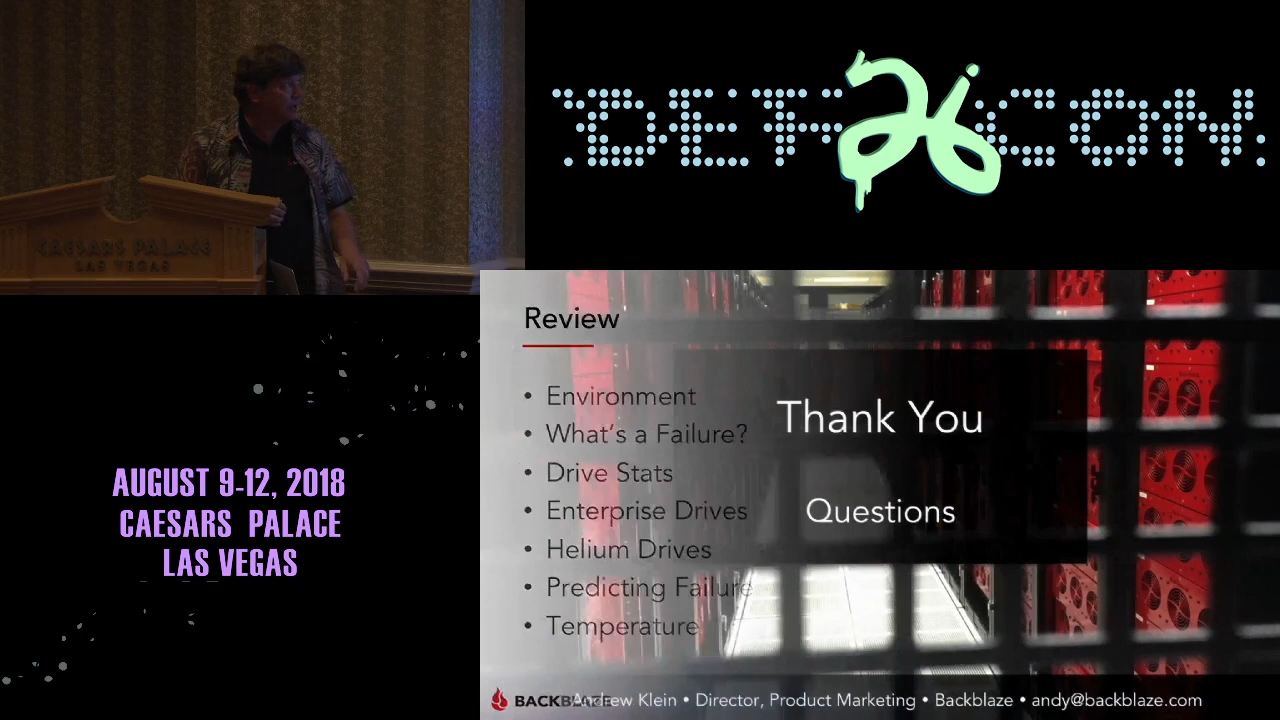 DEF 26 CON
CAESARS PALACE
LAS VEGAS
Review
• Environment
• What's a Failure?
• Drive Stats
• Enterprise Drives
• Helium Drives
• Predicting Failure
• Temperature
Thank You
Questions
AUGUST 9-12, 2018
CAESARS PALACE
LAS VEGAS
BACKBLAZE
Andrew Klein • Director, Product Marketing • Backblaze • andy@backblaze.com